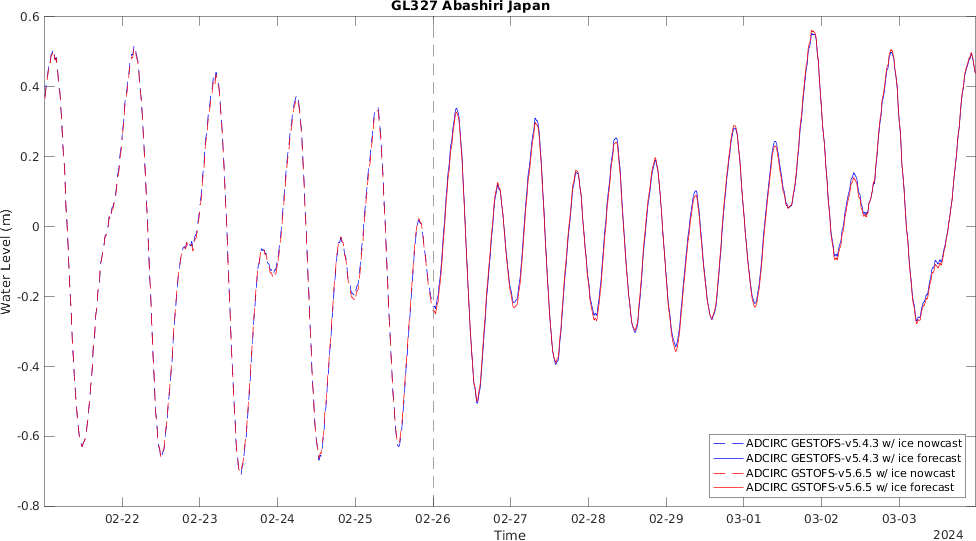 GL327 Abashiri Japan
0.6
0.4
0.2
0
-0.2
-0.4
-0.6
-0.8
Water Level (m)
ADCIRC GESTOFS-v5.4.3 w/ ice nowcast
ADCIRC GESTOFS-v5.4.3 w/ ice forecast
ADCIRC GSTOFS-v5.6.5 w/ ice nowcast
ADCIRC GSTOFS-v5.6.5 w/ ice forecast
02-22 02-23 02-24 02-25 02-26 02-27 02-28 02-29 03-01 03-02 03-03
Time
2024